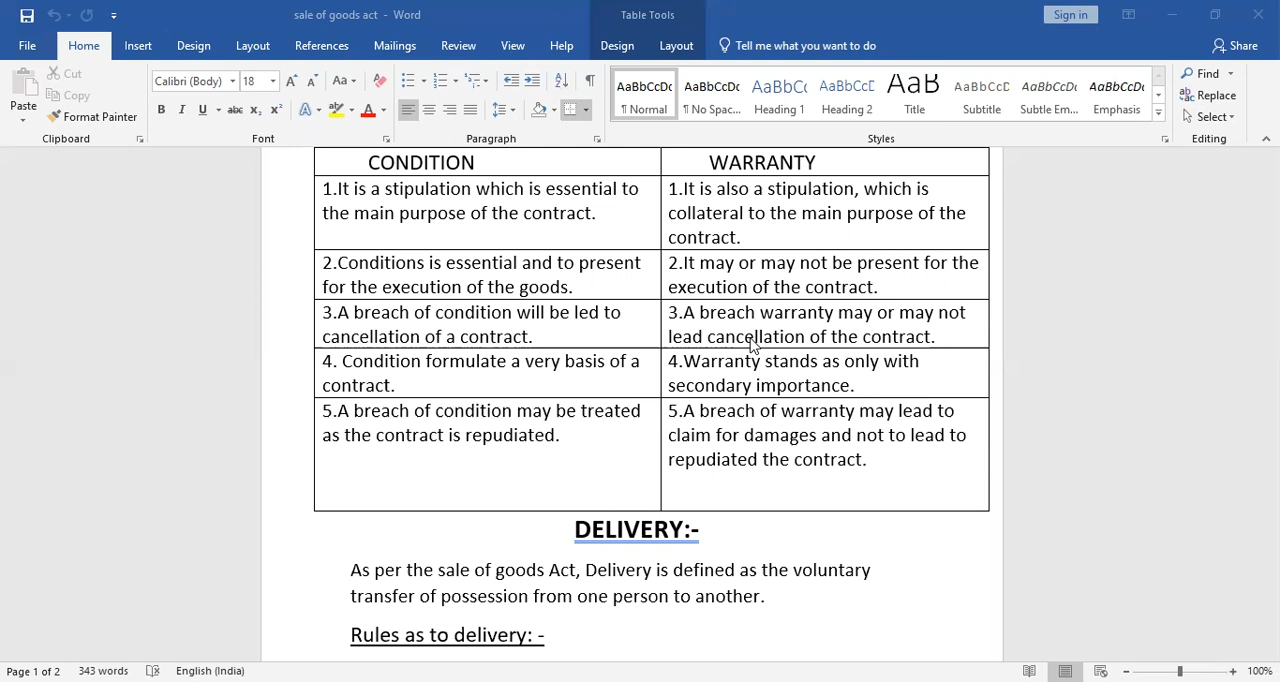 sale of goods act - Word
Table Tools
Sign in
File Home Insert Design Layout References Mailings Review View Help Design Layout Tell me what you want to do Share
Paste
Cut
Copy
Format Painter
Clipboard
Calibri (Body) 18
Font
Paragraph
AaBbCcDc AaBbCcDc AaBbCc AaBbCcD AaB AaBbCcD AaBbCcDc AaBbCcDc
¶ Normal ¶ No Spac... Heading 1 Heading 2 Title Subtitle Subtle Em... Emphasis
Styles
Find
Replace
Select
Editing
CONDITION
WARRANTY
1.It is a stipulation which is essential to
the main purpose of the contract.
1.It is also a stipulation, which is
collateral to the main purpose of the
contract.
2.Conditions is essential and to present
for the execution of the goods.
2.It may or may not be present for the
execution of the contract.
3.A breach of condition will be led to
cancellation of a contract.
3.A breach warranty may or may not
lead cancellation of the contract.
4. Condition formulate a very basis of a
contract.
4.Warranty stands as only with
secondary importance.
5.A breach of condition may be treated
as the contract is repudiated.
5.A breach of warranty may lead to
claim for damages and not to lead to
repudiated the contract.
DELIVERY:-
As per the sale of goods Act, Delivery is defined as the voluntary
transfer of possession from one person to another.
Rules as to delivery: -
Page 1 of 2 343 words English (India) 100%